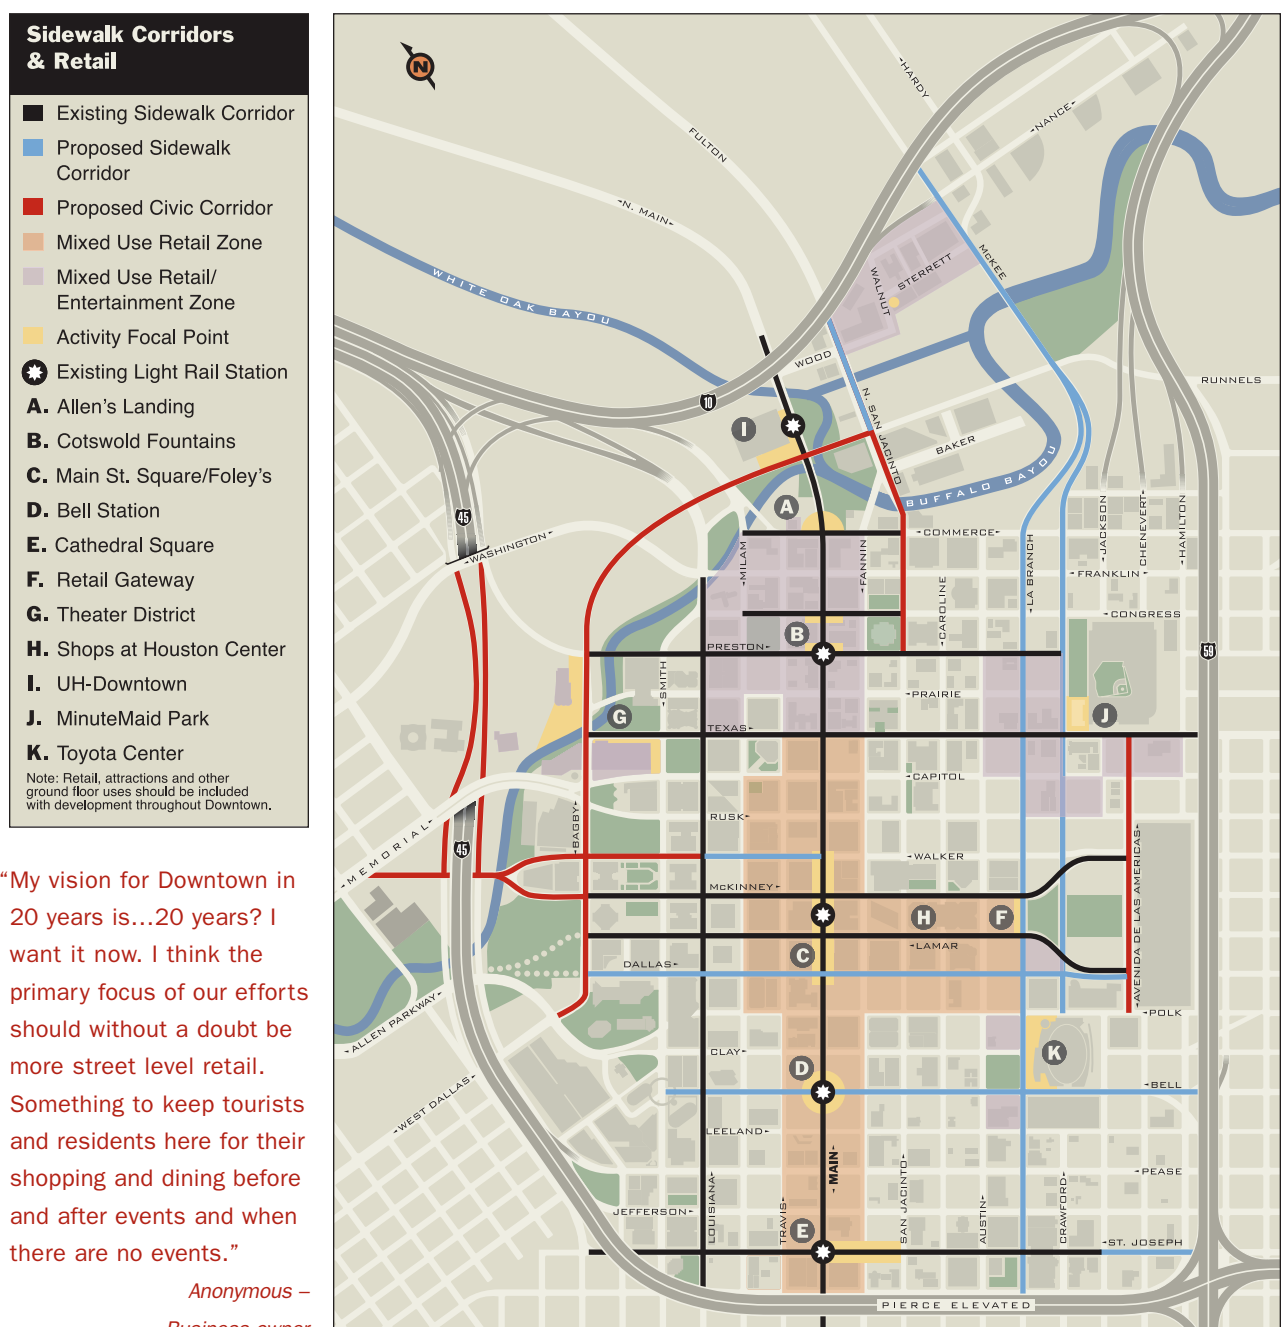 Sidewalk Corridors
& Retail
Existing Sidewalk Corridor
Proposed Sidewalk
Corridor
Proposed Civic Corridor
Mixed Use Retail Zone
Mixed Use Retail/
Entertainment Zone
Activity Focal Point
Existing Light Rail Station
A. Allen's Landing
B. Cotswold Fountains
C. Main St. Square/Foley's
D. Bell Station
E. Cathedral Square
F. Retail Gateway
G. Theater District
H. Shops at Houston Center
I. UH-Downtown
J. MinuteMaid Park
K. Toyota Center
Note: Retail, attractions and other
ground floor uses should be included
with development throughout Downtown.
“My vision for Downtown in
20 years is...20 years? I
want it now. I think the
primary focus of our efforts
should without a doubt be
more street level retail.
Something to keep tourists
and residents here for their
shopping and dining before
and after events and when
there are no events.”
Anonymous –
Business owner
N
HARDY
NANCE
FULTON
N. MAIN
McKEE
STERRETT
WALNUT
WHITE OAK BAYOU
WOOD
RUNNELS
10
I
N. SAN JACINTO
BAKER
BUFFALO BAYOU
A
45
WASHINGTON
COMMERCE
JACKSON
CHENEVERT
HAMILTON
MILAM
FANNIN
CAROLINE
LA BRANCH
FRANKLIN
CONGRESS
B
PRESTON
59
SMITH
PRAIRIE
G
J
TEXAS
CAPITOL
BAGBY
RUSK
MEMORIAL
45
WALKER
AVENIDA DE LAS AMERICAS
McKINNEY
H
F
LAMAR
C
DALLAS
ALLEN PARKWAY
POLK
CLAY
K
D
BELL
WEST DALLAS
LEELAND
MAIN
PEASE
LOUISIANA
TRAVIS
SAN JACINTO
AUSTIN
CRAWFORD
JEFFERSON
E
ST. JOSEPH
PIERCE ELEVATED